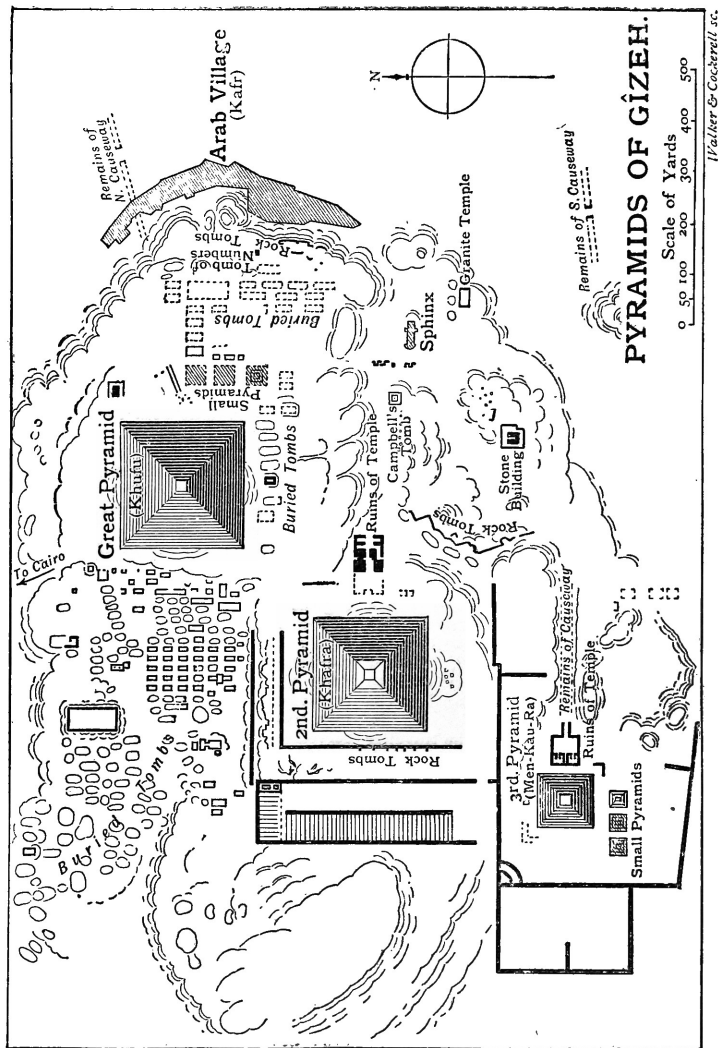 PYRAMIDS OF GÎZEH.
Scale of Yards
0 50 100 200 300 400 500
Walker & Cockerell sc.
N
Arab Village
(Kafr)
Remains of
N. Causeway
Rock
Tombs
Tomb of
Numbers
Buried Tombs
Small
Pyramids
Great Pyramid
(Khufu)
Buried Tombs
To Cairo
Sphinx
Granite Temple
Remains of S. Causeway
Campbell's
Tomb
Ruins of Temple
Stone
Building
Rock Tombs
2nd. Pyramid
(Khafra)
Rock Tombs
Buried Tombs
3rd. Pyramid
(Men-Kau-Ra)
Remains of Causeway
Ruins of Temple
Small Pyramids